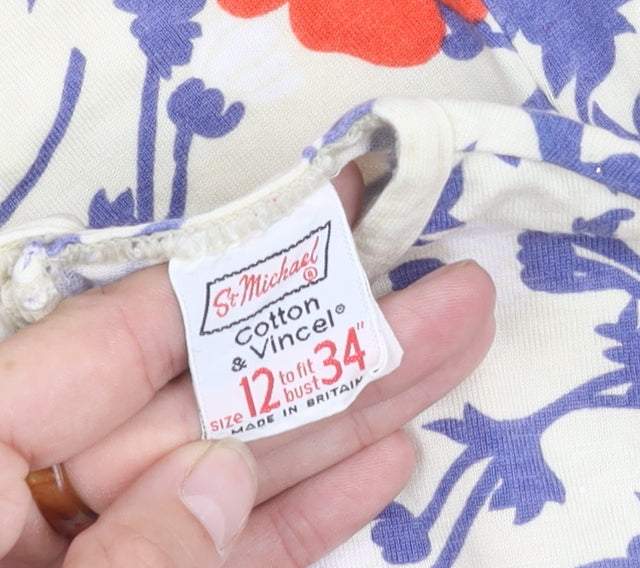 St Michael ®
Cotton
& Vincel®
size 12 to fit bust 34"
MADE IN BRITAIN